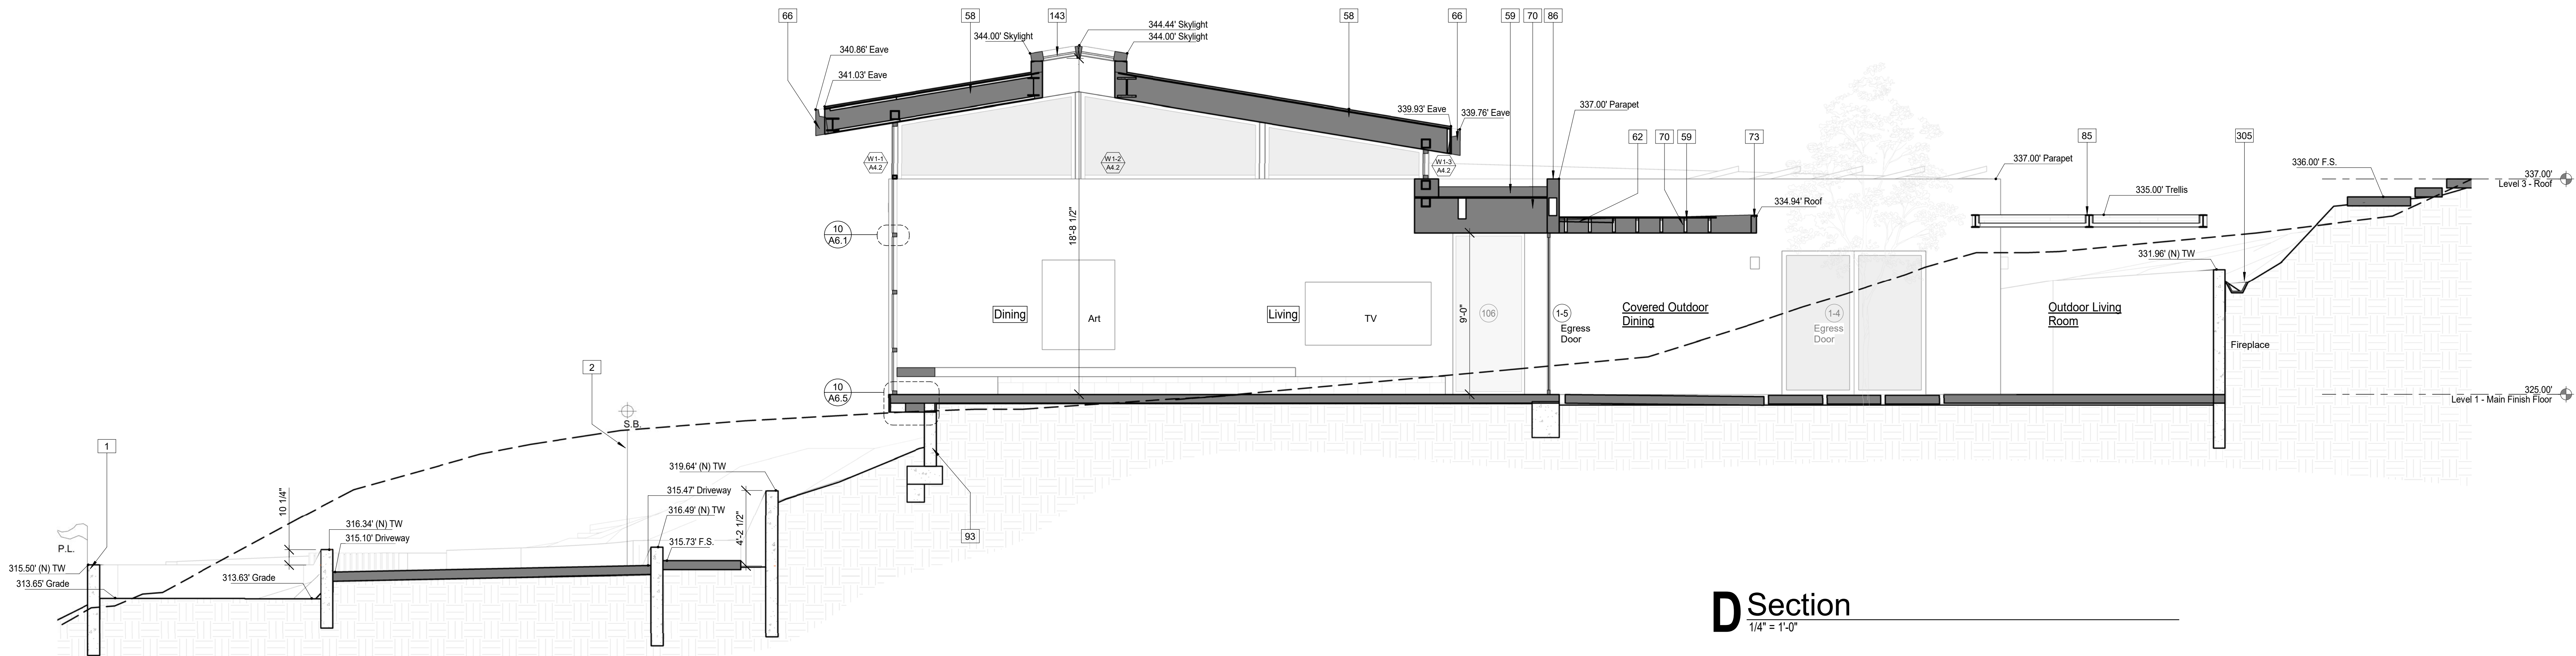 66
58
143
344.44' Skylight
344.00' Skylight
344.00' Skylight
58
66
59
70
86
340.86' Eave
341.03' Eave
339.93' Eave
339.76' Eave
337.00' Parapet
62
70
59
73
85
305
W1-1
A4.2
W1-2
A4.2
W1-3
A4.2
337.00' Parapet
336.00' F.S.
337.00'
Level 3 - Roof
335.00' Trellis
334.94' Roof
10
A6.1
18'-8 1/2"
331.96' (N) TW
Dining
Art
Living
TV
9'-0"
106
1-5
Egress
Door
Covered Outdoor
Dining
1-4
Egress
Door
Outdoor Living
Room
Fireplace
2
10
A6.5
325.00'
Level 1 - Main Finish Floor
S.B.
1
319.64' (N) TW
315.47' Driveway
10 1/4"
316.49' (N) TW
4'-2 1/2"
316.34' (N) TW
315.10' Driveway
315.73' F.S.
93
P.L.
315.50' (N) TW
313.65' Grade
313.63' Grade
D Section
1/4" = 1'-0"